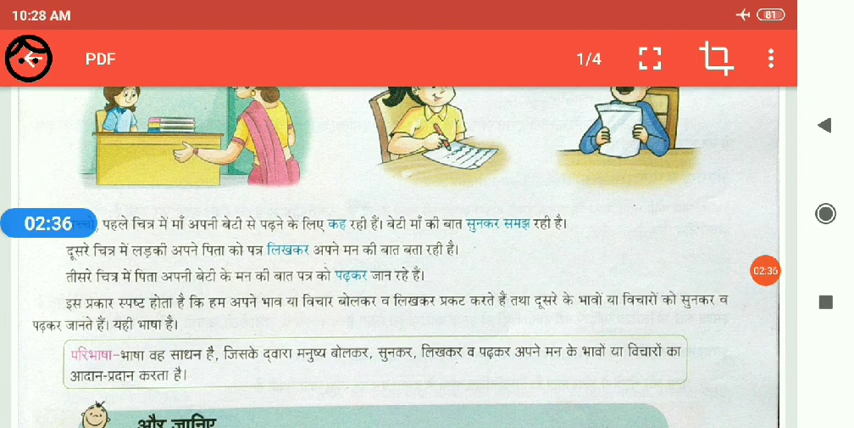 10:28 AM
81
PDF
1/4
02:36
पहले चित्र में माँ अपनी बेटी से पढ़ने के लिए कह रही हैं। बेटी माँ की बात सुनकर समझ रही है।
दूसरे चित्र में लड़की अपने पिता को पत्र लिखकर अपने मन की बात बता रही है।
02:36
तीसरे चित्र में पिता अपनी बेटी के मन की बात पत्र को पढ़कर जान रहे है।
इस प्रकार स्पष्ट होता है कि हम अपने भाव या विचार बोलकर व लिखकर प्रकट करते हैं तथा दूसरे के भावों या विचारों को सुनकर व
पढ़कर जानते हैं। यही भाषा है।
परिभाषा–भाषा वह साधन है, जिसके द्वारा मनुष्य बोलकर, सुनकर, लिखकर व पढ़कर अपने मन के भावों या विचारों का
आदान-प्रदान करता है।
और जानिए